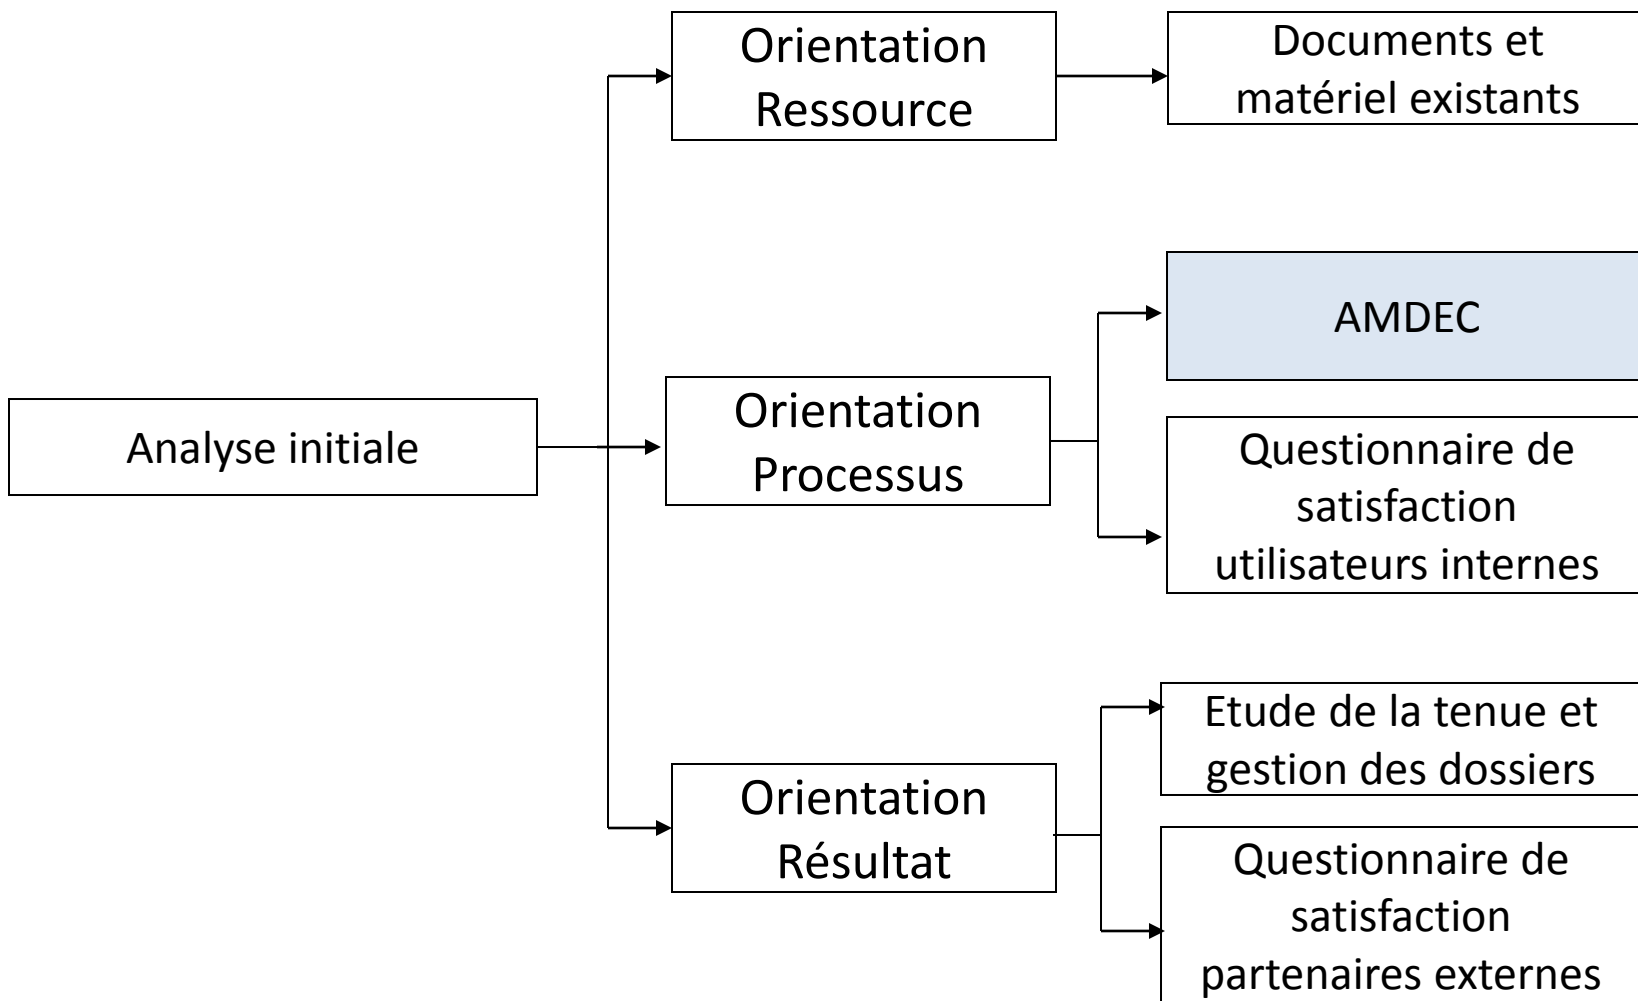 Orientation
Ressource
Documents et
matériel existants
AMDEC
Analyse initiale
Orientation
Processus
Questionnaire de
satisfaction
utilisateurs internes
Orientation
Résultat
Etude de la tenue et
gestion des dossiers
Questionnaire de
satisfaction
partenaires externes